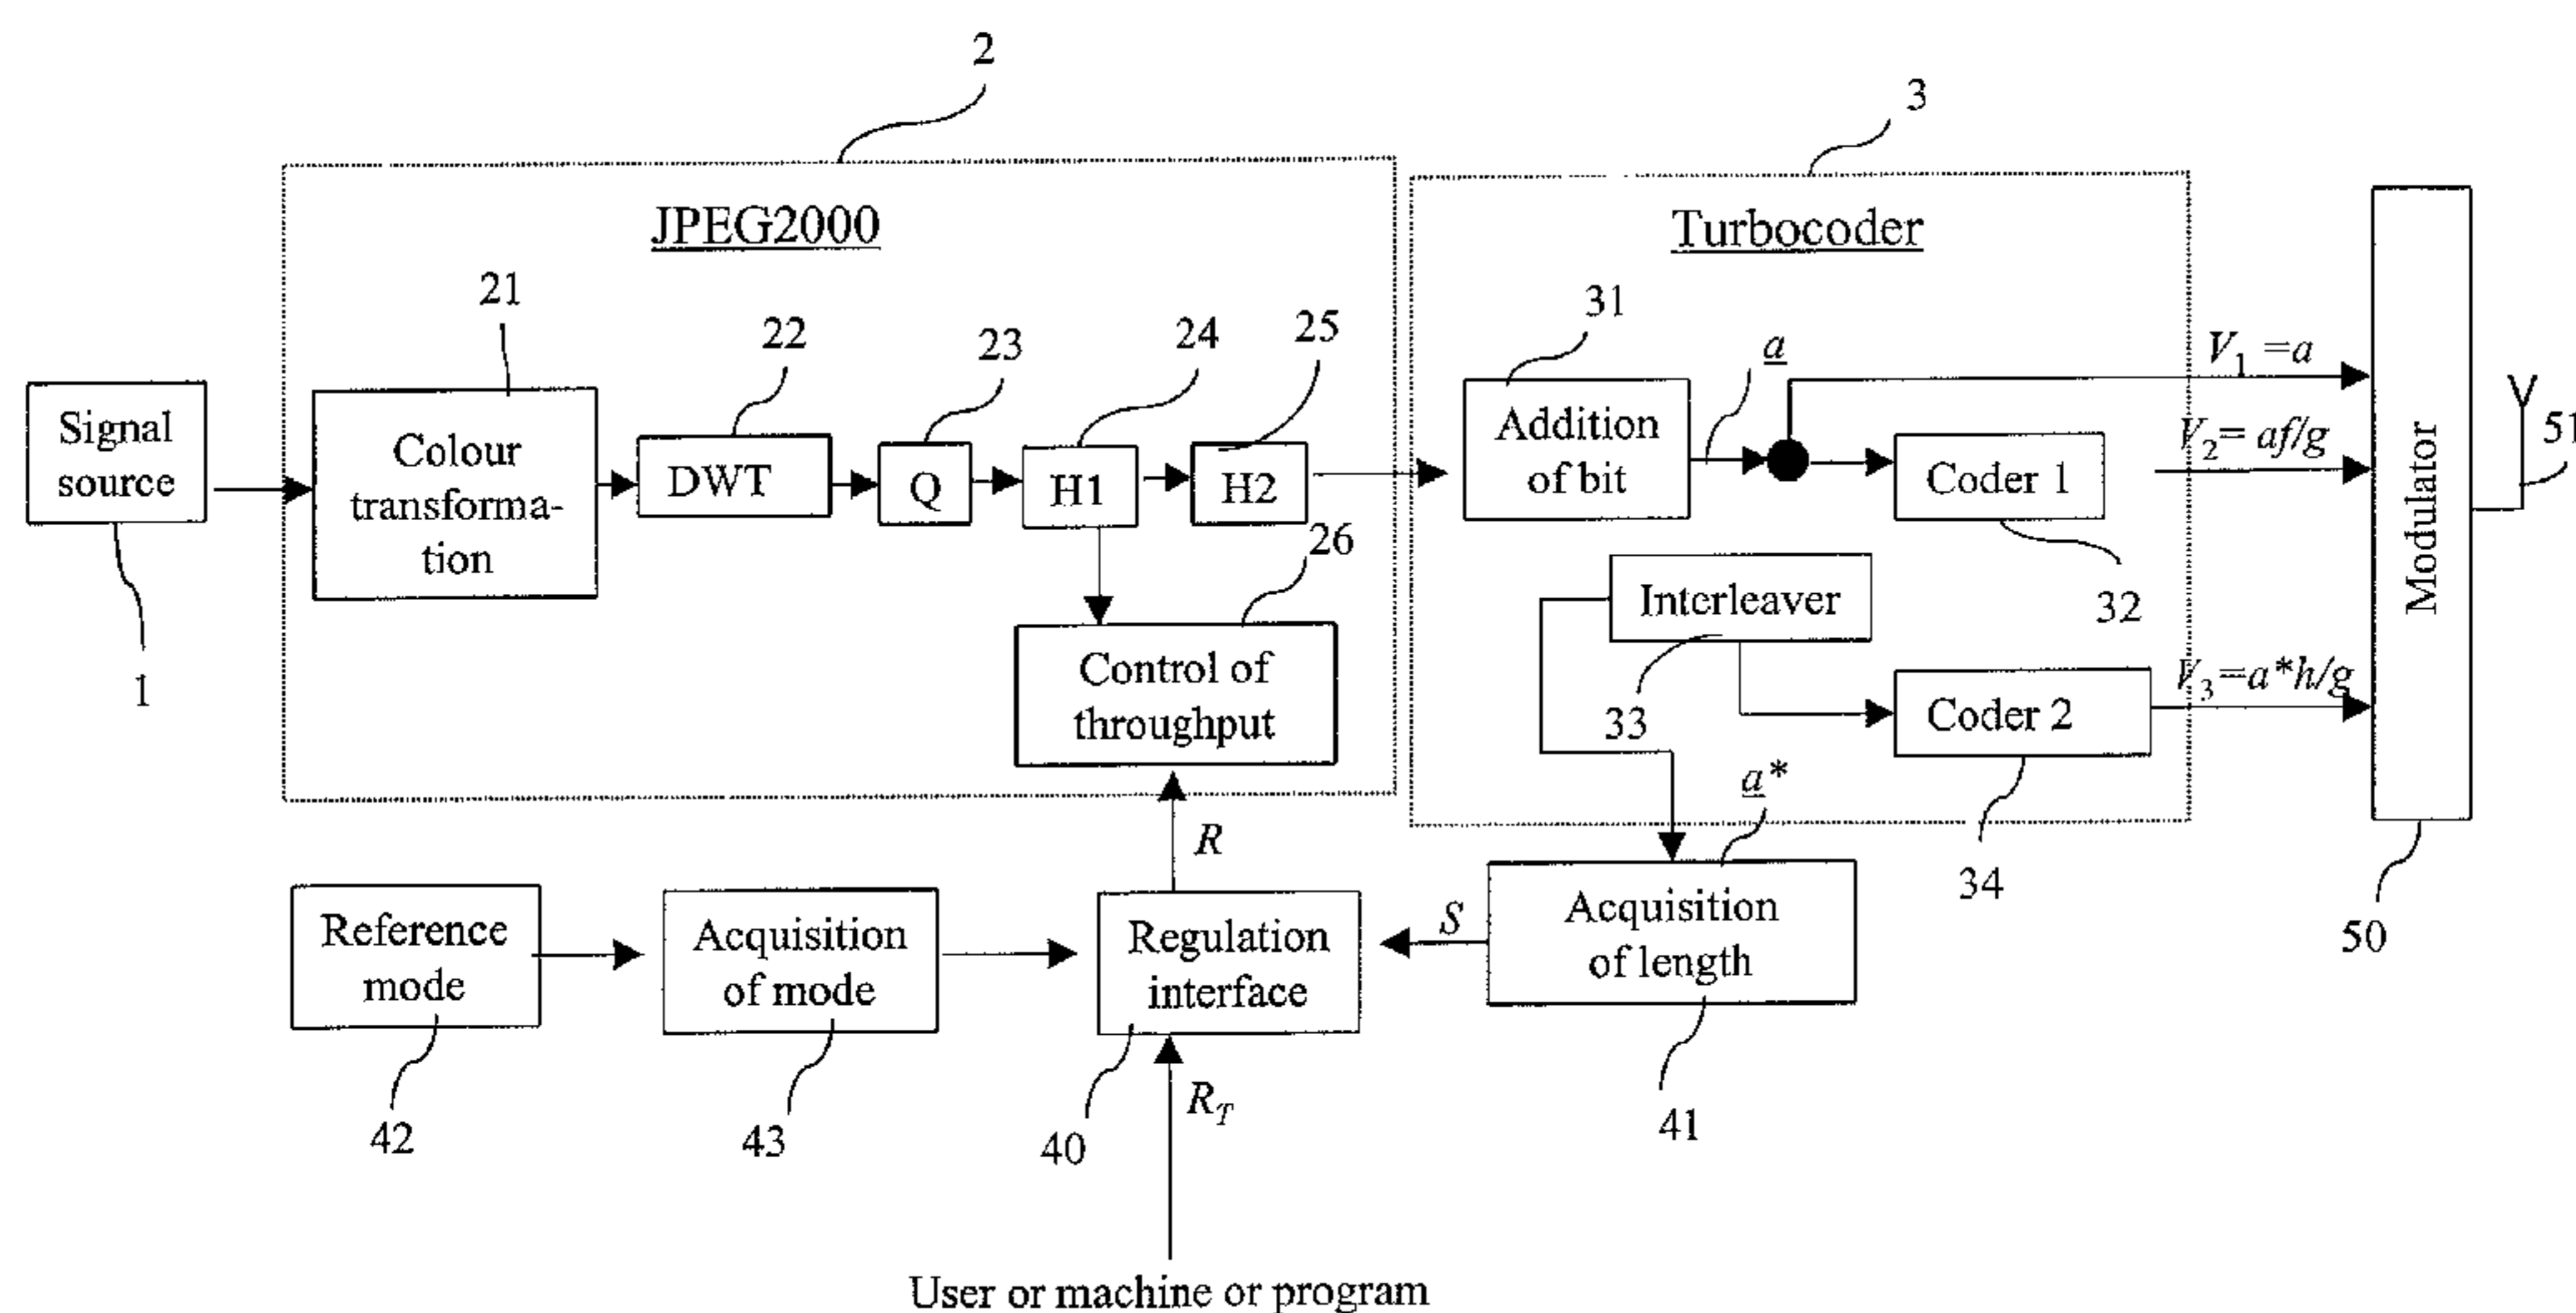 2
3
JPEG2000
Turbocoder
21
22
23
24
25
31
a
V1 =a
Signal
source
Colour
transforma-
tion
DWT
Q
H1
H2
Addition
of bit
Coder 1
V2= af/g
51
Modulator
26
Interleaver
32
1
Control of
throughput
33
Coder 2
V3=a*h/g
a*
R
34
50
Reference
mode
Acquisition
of mode
Regulation
interface
S
Acquisition
of length
42
43
40
RT
41
User or machine or program